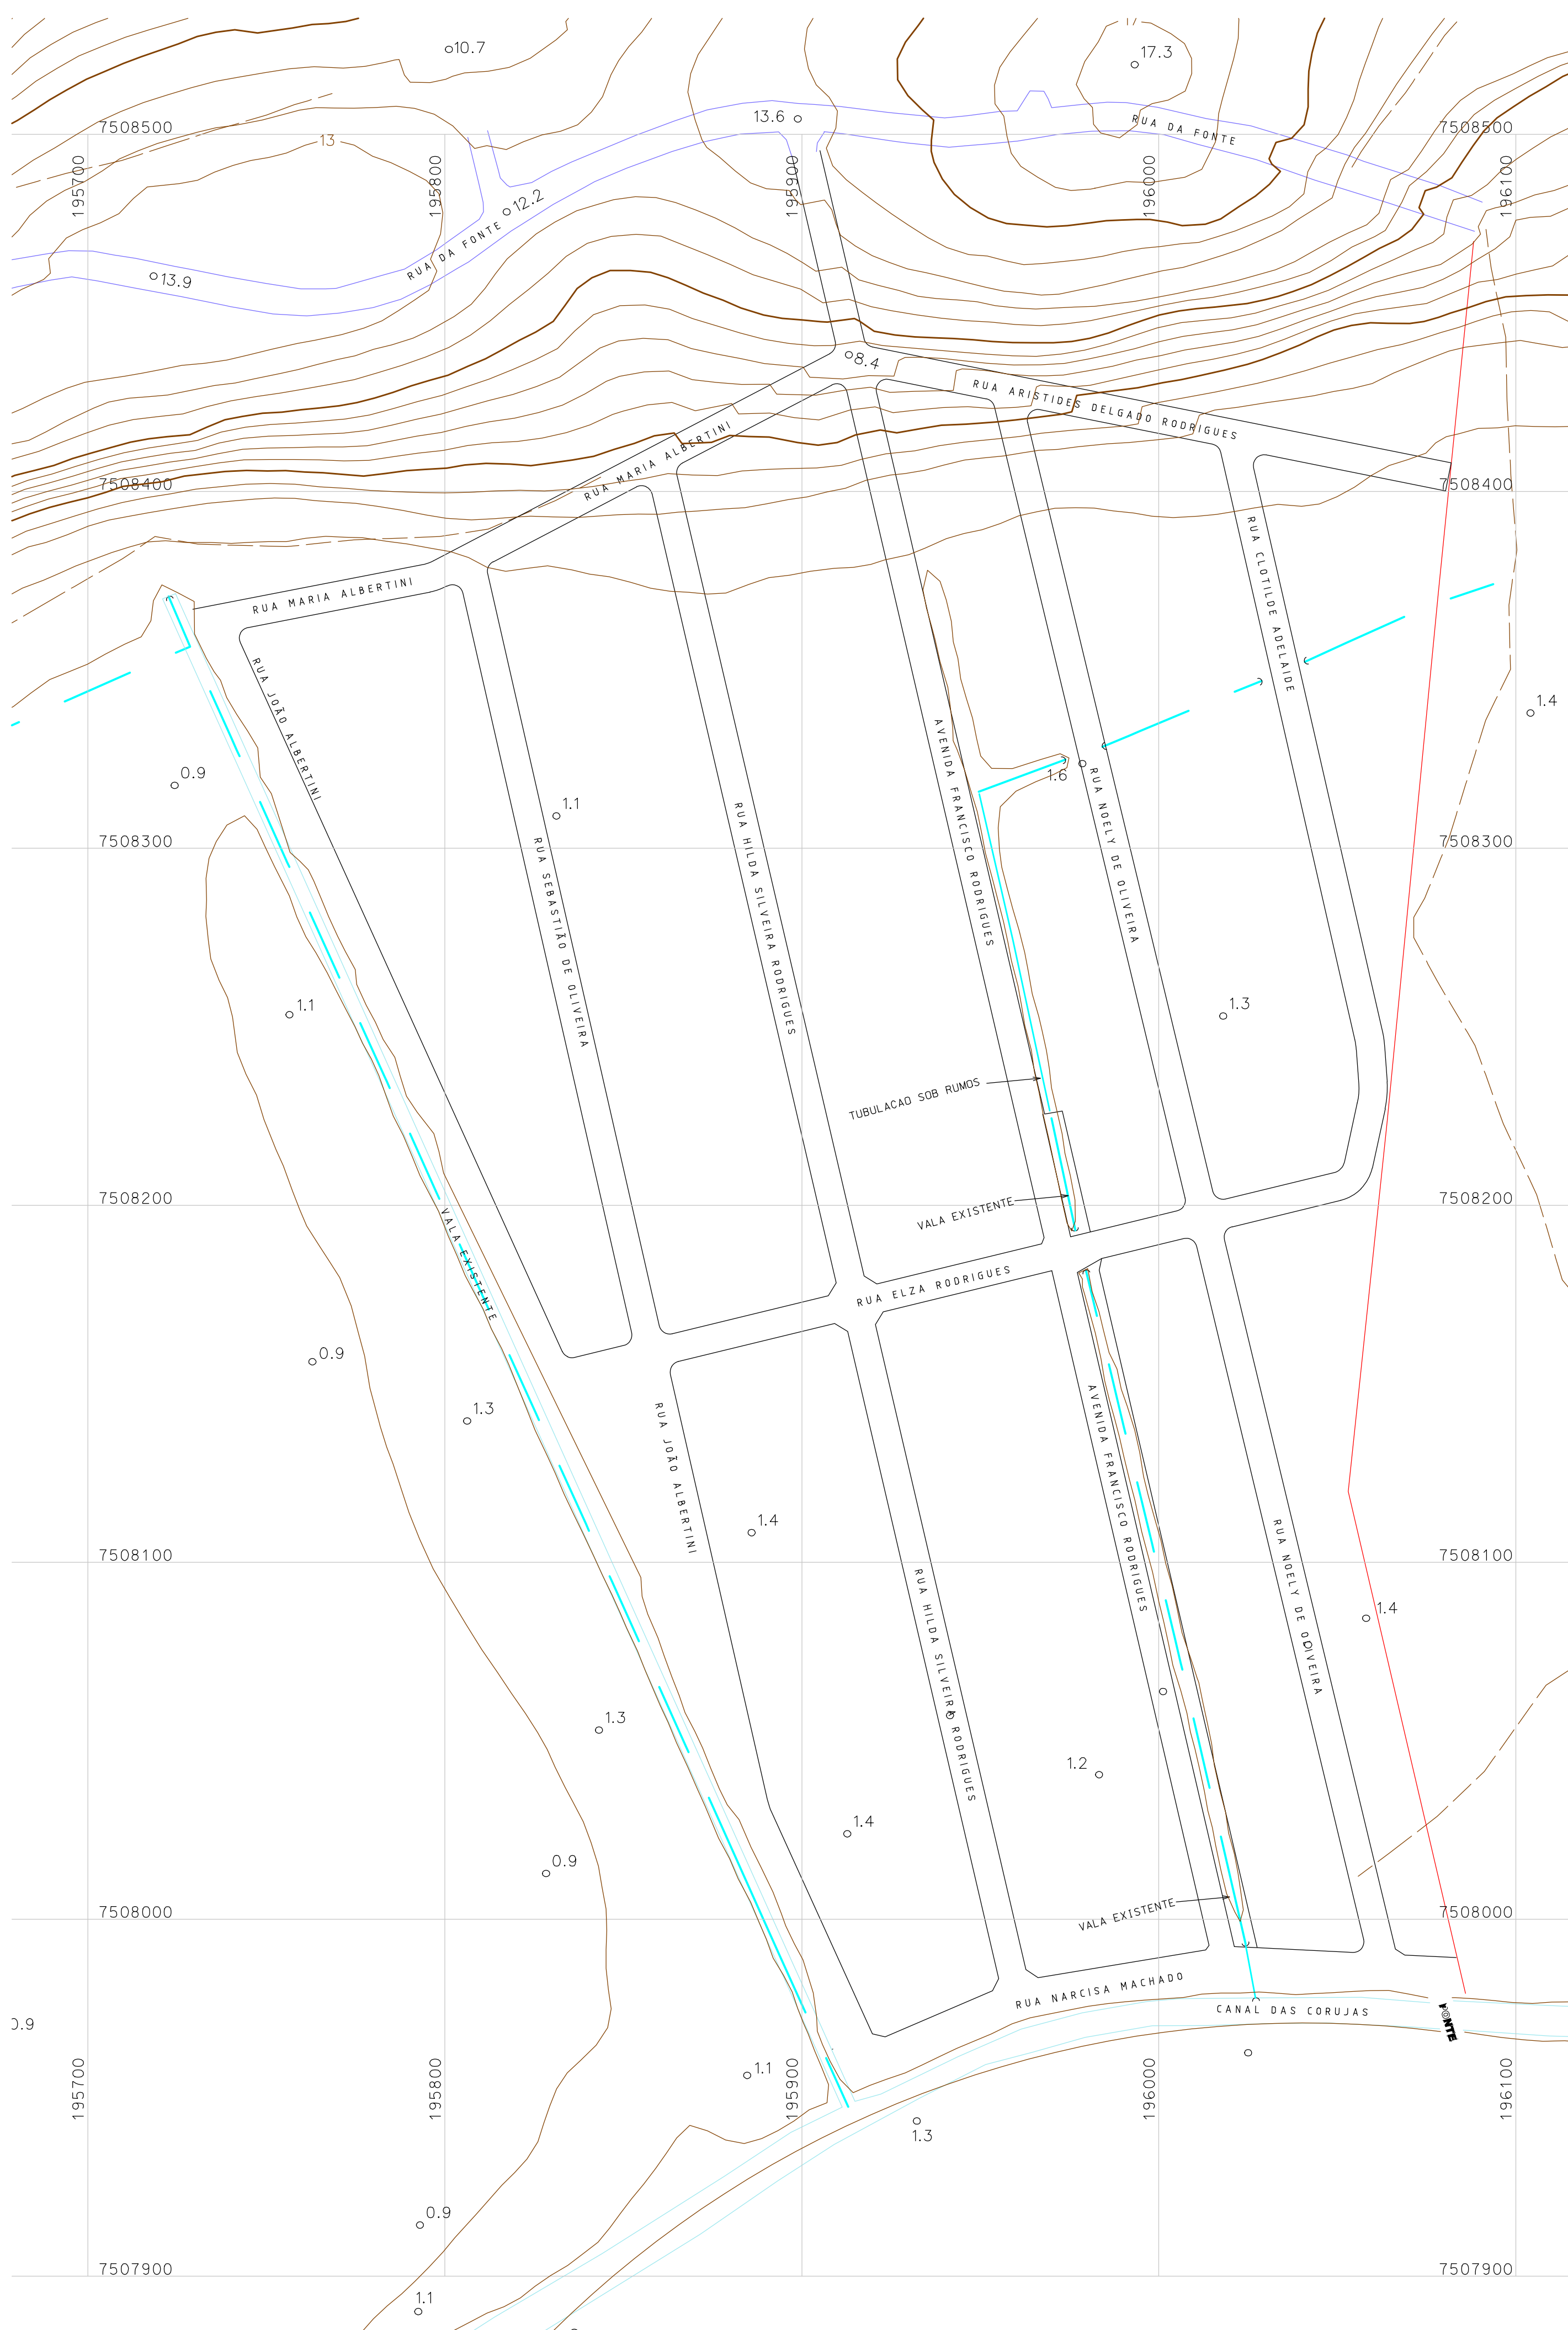 17
10.7
17.3
13.6
RUA DA FONTE
7508500
7508500
13
195700
195800
195900
196000
196100
12.2
RUA DA FONTE
13.9
8.4
RUA ARISTIDES DELGADO RODRIGUES
RUA MARIA ALBERTINI
7508400
7508400
RUA MARIA ALBERTINI
RUA CLOTILDE ADELAIDE
RUA JOÃO ALBERTINI
1.4
AVENIDA FRANCISCO RODRIGUES
0.9
1.6
RUA NOELY DE OLIVEIRA
1.1
RUA HILDA SILVEIRA RODRIGUES
RUA SEBASTIÃO DE OLIVEIRA
7508300
7508300
1.1
1.3
TUBULACAO SOB RUMOS
7508200
7508200
VALA EXISTENTE
VALA EXISTENTE
RUA ELZA RODRIGUES
0.9
1.3
AVENIDA FRANCISCO RODRIGUES
RUA JOÃO ALBERTINI
1.4
RUA NOELY DE OLIVEIRA
7508100
7508100
RUA HILDA SILVEIRA RODRIGUES
1.4
1.3
1.2
1.4
0.9
VALA EXISTENTE
7508000
7508000
RUA NARCISA MACHADO
CANAL DAS CORUJAS
PONTE
0.9
1.1
195700
195800
195900
196000
196100
1.3
0.9
7507900
7507900
1.1